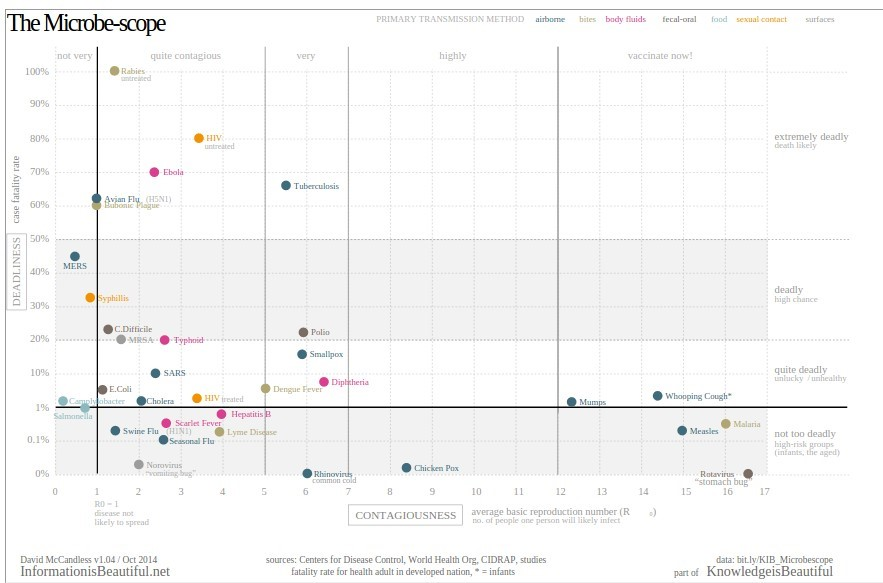 The Microbe-scope
PRIMARY TRANSMISSION METHOD airborne bites body fluids fecal-oral food sexual contact surfaces
not very quite contagious very highly vaccinate now!
100%
Rabies
untreated
90%
80%
HIV
untreated
extremely deadly
death likely
70%
Ebola
Tuberculosis
60%
Avian Flu (H5N1)
Bubonic Plague
case fatality rate
DEADLINESS
50%
MERS
40%
Syphillis
deadly
high chance
30%
C.Difficile
MRSA
Typhoid
Polio
20%
Smallpox
10%
SARS
Diphtheria
quite deadly
unlucky / unhealthy
E.Coli
Dengue Fever
Campylobacter
Cholera
HIV treated
Mumps
Whooping Cough*
1%
Salmonella
Hepatitis B
Scarlet Fever
Swine Flu (H1N1)
Lyme Disease
Measles
Malaria
not too deadly
high-risk groups
(infants, the aged)
0.1%
Seasonal Flu
Norovirus
"vomiting bug"
Rhinovirus
common cold
Chicken Pox
Rotavirus
"stomach bug"
0%
0 1 2 3 4 5 6 7 8 9 10 11 12 13 14 15 16 17
R0 = 1
disease not
likely to spread
CONTAGIOUSNESS
average basic reproduction number (R ₀)
no. of people one person will likely infect
David McCandless v1.04 / Oct 2014
InformationisBeautiful.net
sources: Centers for Disease Control, World Health Org, CIDRAP, studies
fatality rate for health adult in developed nation, * = infants
data: bit.ly/KIB_Microbescope
part of KnowledgeisBeautiful